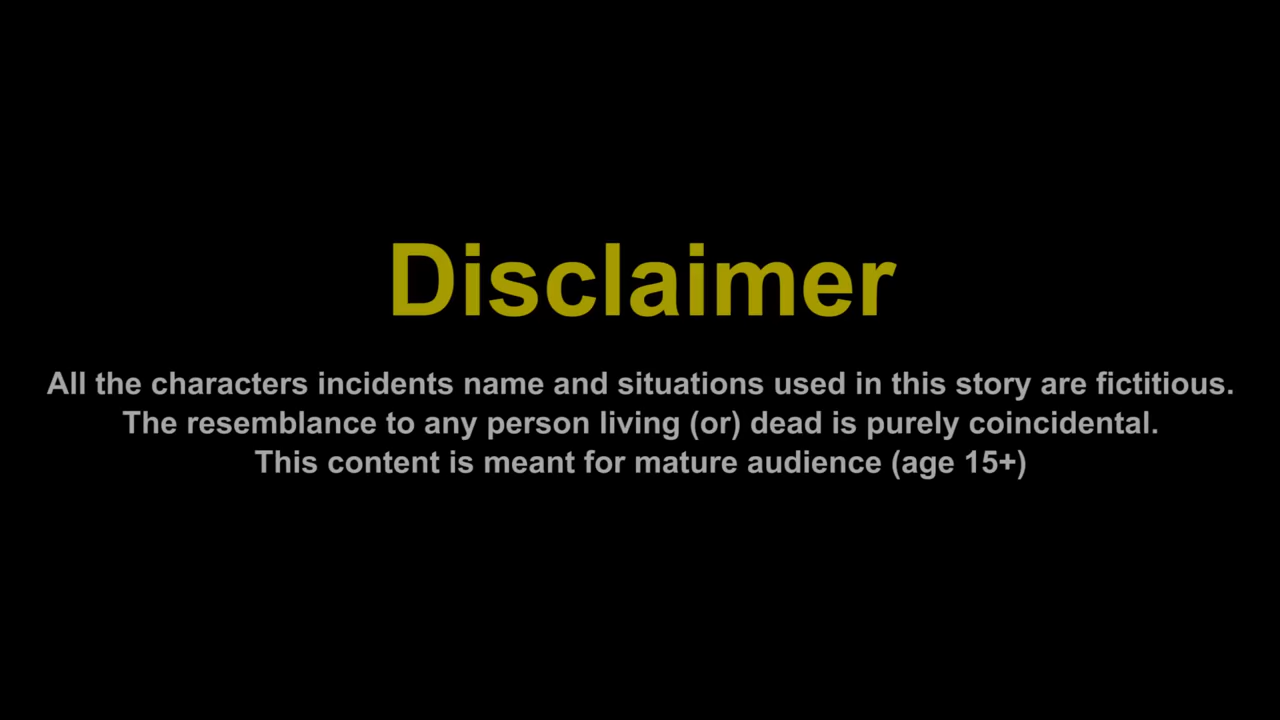 Disclaimer
All the characters incidents name and situations used in this story are fictitious.
The resemblance to any person living (or) dead is purely coincidental.
This content is meant for mature audience (age 15+)